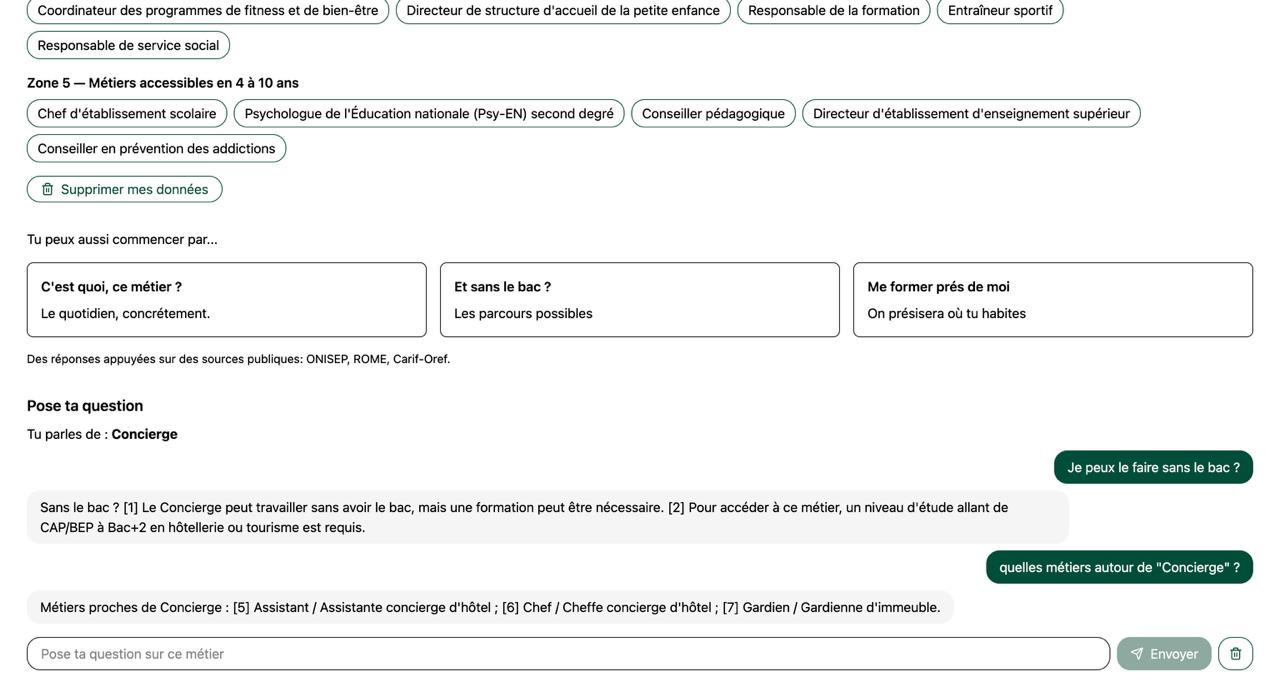 Coordinateur des programmes de fitness et de bien-être
Directeur de structure d'accueil de la petite enfance
Responsable de la formation
Entraîneur sportif
Responsable de service social
Zone 5 — Métiers accessibles en 4 à 10 ans
Chef d'établissement scolaire
Psychologue de l'Éducation nationale (Psy-EN) second degré
Conseiller pédagogique
Directeur d'établissement d'enseignement supérieur
Conseiller en prévention des addictions
Supprimer mes données
Tu peux aussi commencer par...
C'est quoi, ce métier ?
Le quotidien, concrétement.
Et sans le bac ?
Les parcours possibles
Me former prés de moi
On présisera où tu habites
Des réponses appuyées sur des sources publiques: ONISEP, ROME, Carif-Oref.
Pose ta question
Tu parles de : Concierge
Je peux le faire sans le bac ?
Sans le bac ? [1] Le Concierge peut travailler sans avoir le bac, mais une formation peut être nécessaire. [2] Pour accéder à ce métier, un niveau d'étude allant de
CAP/BEP à Bac+2 en hôtellerie ou tourisme est requis.
quelles métiers autour de "Concierge" ?
Métiers proches de Concierge : [5] Assistant / Assistante concierge d'hôtel ; [6] Chef / Cheffe concierge d'hôtel ; [7] Gardien / Gardienne d'immeuble.
Pose ta question sur ce métier
Envoyer